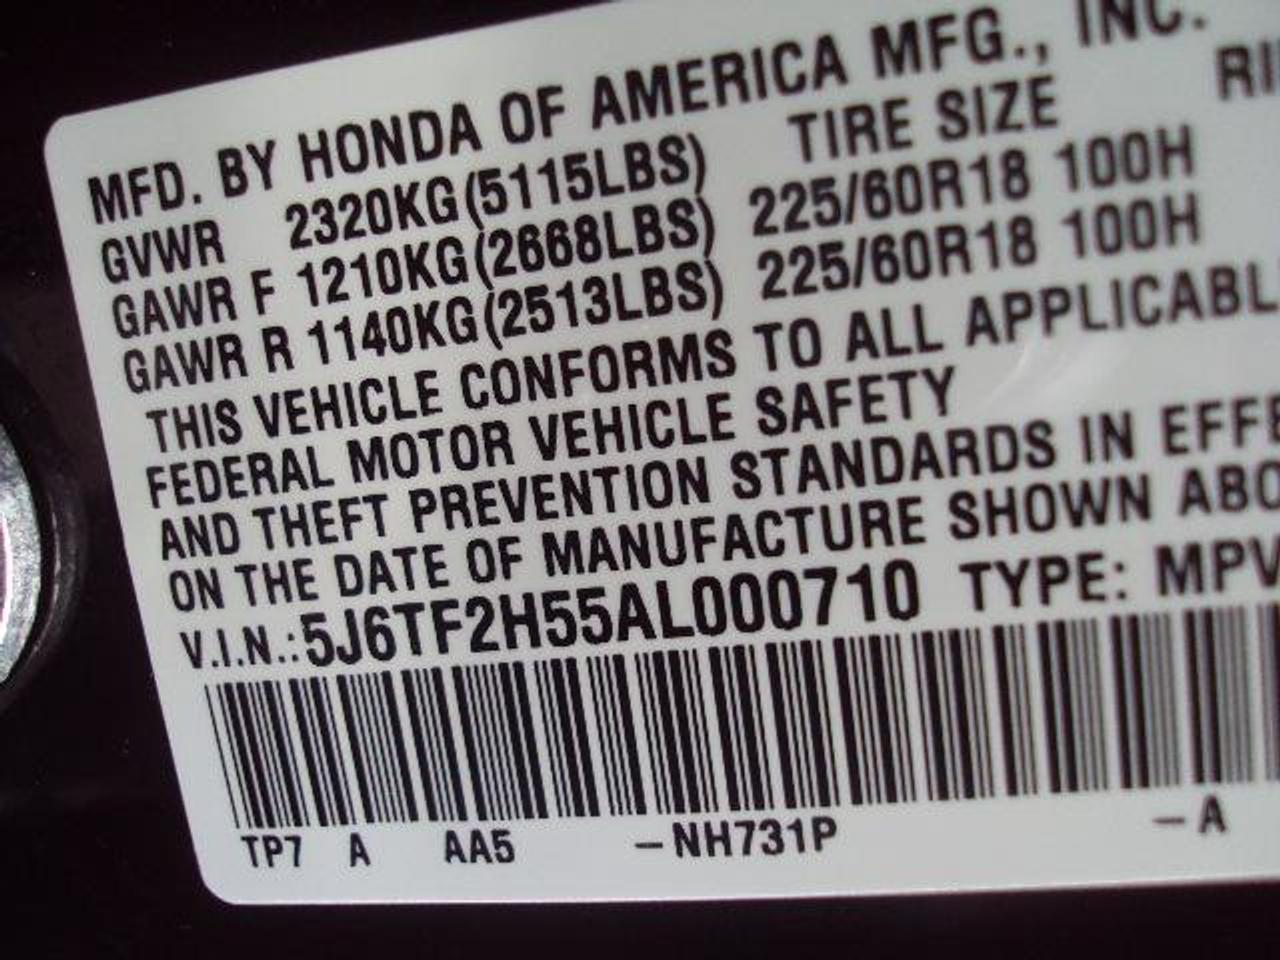 MFD. BY HONDA OF AMERICA MFG., INC.
GVWR 2320KG(5115LBS) TIRE SIZE
GAWR F 1210KG(2668LBS) 225/60R18 100H
GAWR R 1140KG(2513LBS) 225/60R18 100H
THIS VEHICLE CONFORMS TO ALL APPLICABL
FEDERAL MOTOR VEHICLE SAFETY
AND THEFT PREVENTION STANDARDS IN EFFE
ON THE DATE OF MANUFACTURE SHOWN ABO
V.I.N.:5J6TF2H55AL000710 TYPE: MPV
TP7 A AA5 -NH731P -A